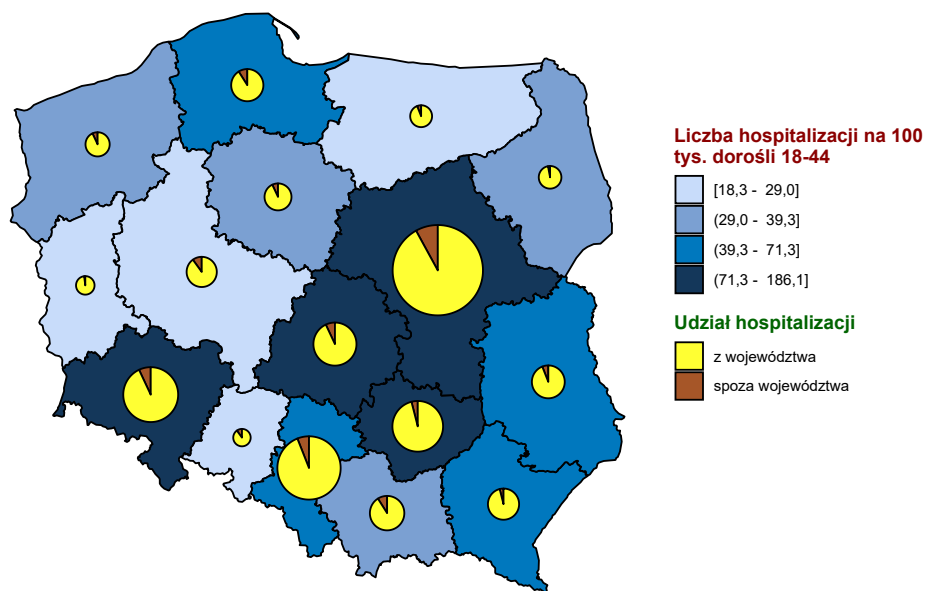 Liczba hospitalizacji na 100
tys. dorośli 18-44
[18,3 - 29,0]
(29,0 - 39,3]
(39,3 - 71,3]
(71,3 - 186,1]
Udział hospitalizacji
z województwa
spoza województwa